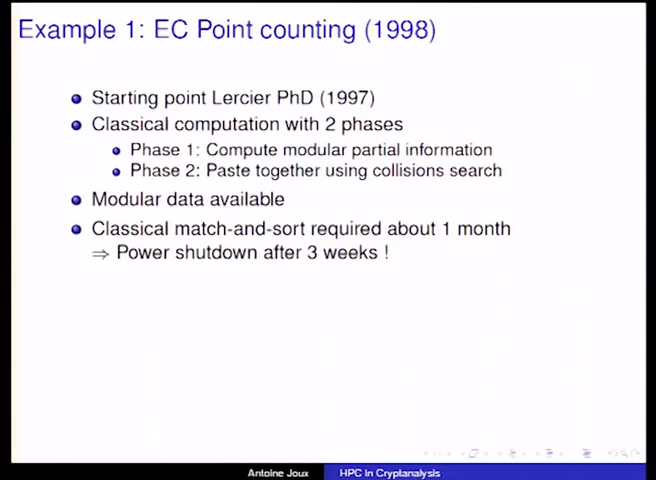 Example 1: EC Point counting (1998)
Starting point Lercier PhD (1997)
Classical computation with 2 phases
Phase 1: Compute modular partial information
Phase 2: Paste together using collisions search
Modular data available
Classical match-and-sort required about 1 month
⇒ Power shutdown after 3 weeks !
Antoine Joux HPC in Cryptanalysis